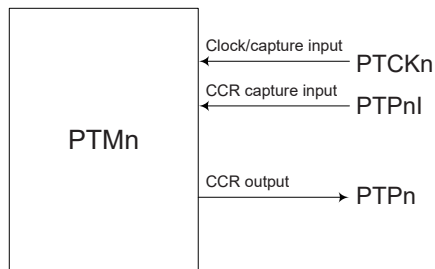 Clock/capture input
PTCKn
CCR capture input
PTPnI
PTMn
CCR output
PTPn